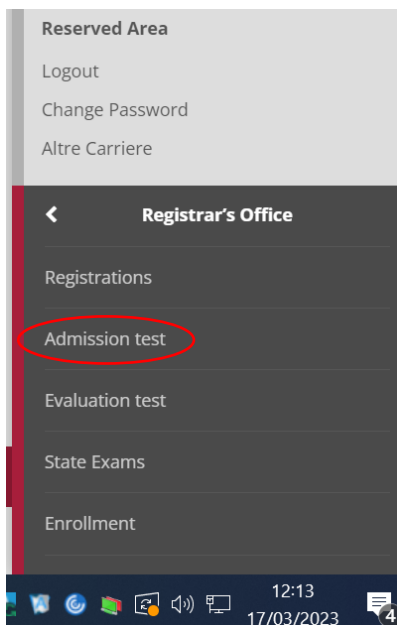 Reserved Area
Logout
Change Password
Altre Carriere
Registrar's Office
Registrations
Admission test
Evaluation test
State Exams
Enrollment
12:13
17/03/2023
4